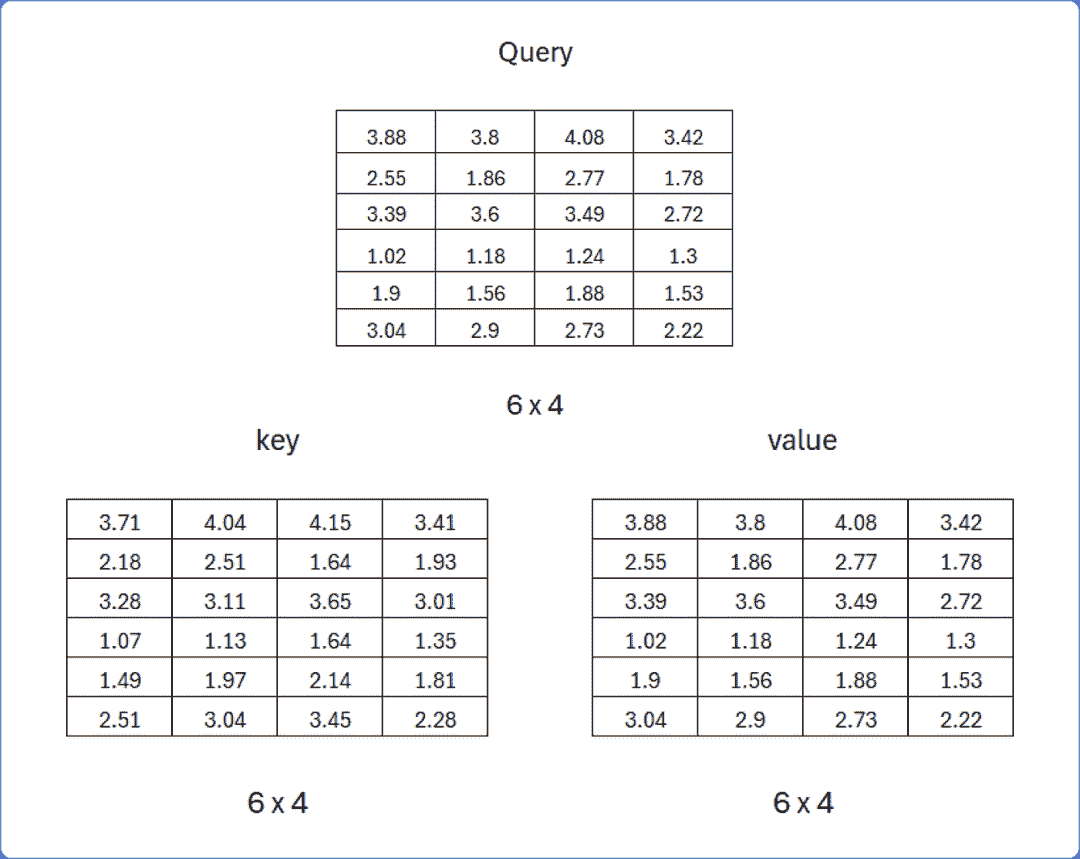 Query
3.88 3.8 4.08 3.42
2.55 1.86 2.77 1.78
3.39 3.6 3.49 2.72
1.02 1.18 1.24 1.3
1.9 1.56 1.88 1.53
3.04 2.9 2.73 2.22
6 x 4
key
3.71 4.04 4.15 3.41
2.18 2.51 1.64 1.93
3.28 3.11 3.65 3.01
1.07 1.13 1.64 1.35
1.49 1.97 2.14 1.81
2.51 3.04 3.45 2.28
6 x 4
value
3.88 3.8 4.08 3.42
2.55 1.86 2.77 1.78
3.39 3.6 3.49 2.72
1.02 1.18 1.24 1.3
1.9 1.56 1.88 1.53
3.04 2.9 2.73 2.22
6 x 4